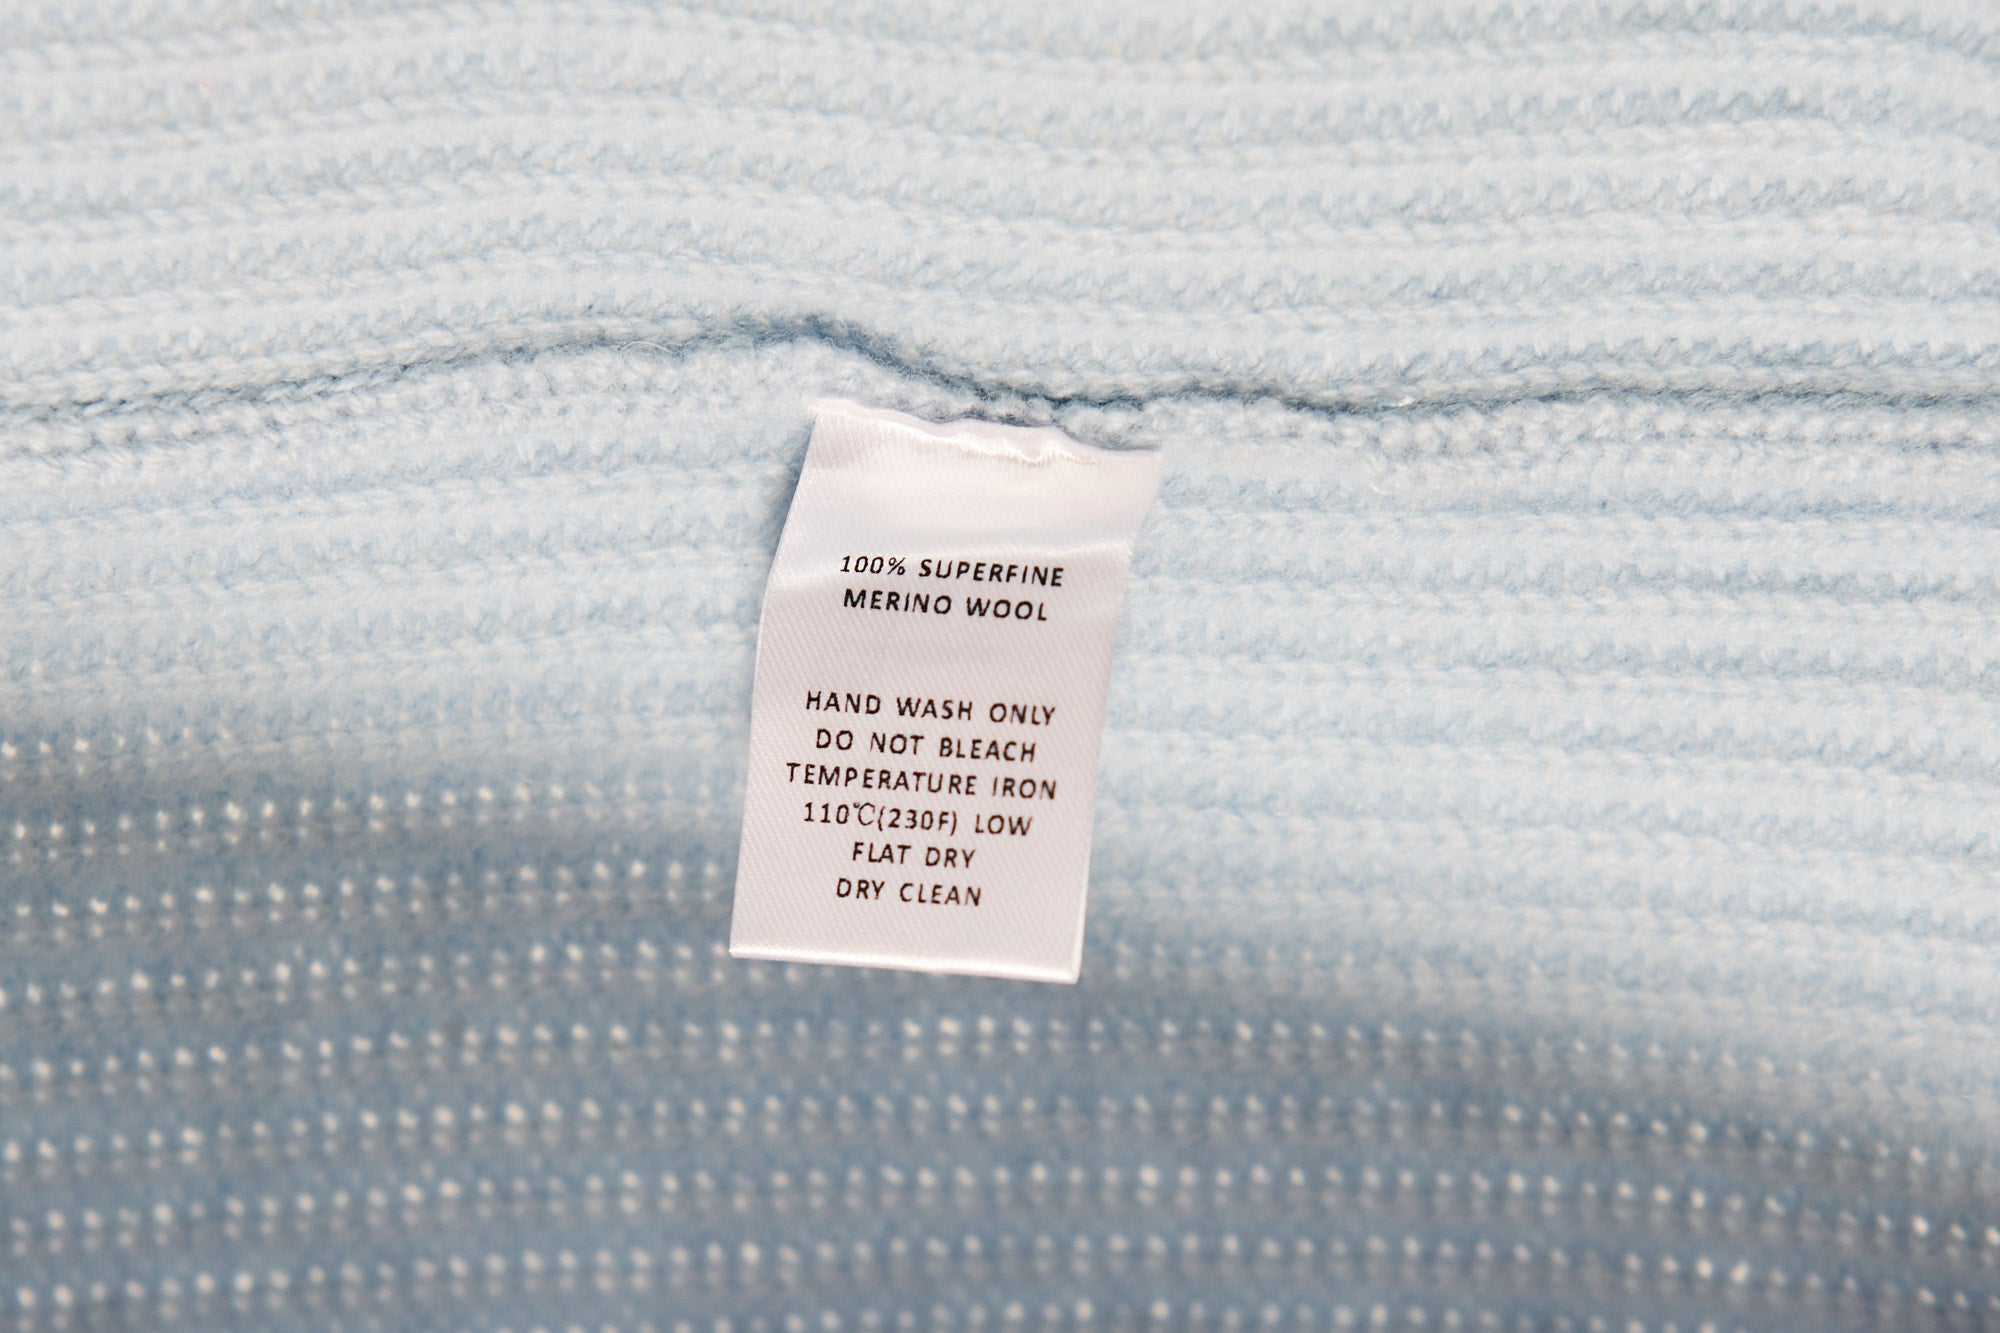 100% SUPERFINE
MERINO WOOL
HAND WASH ONLY
DO NOT BLEACH
TEMPERATURE IRON
110℃(230F) LOW
FLAT DRY
DRY CLEAN